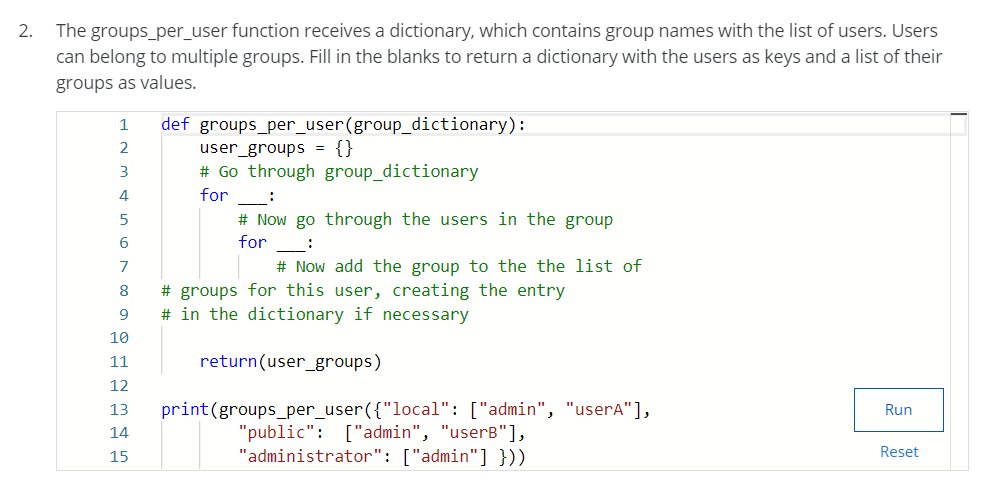 2. The groups_per_user function receives a dictionary, which contains group names with the list of users. Users
can belong to multiple groups. Fill in the blanks to return a dictionary with the users as keys and a list of their
groups as values.
1 def groups_per_user(group_dictionary):
2     user_groups = {}
3     # Go through group_dictionary
4     for ___:
5         # Now go through the users in the group
6         for ___:
7             # Now add the group to the the list of
8 # groups for this user, creating the entry
9 # in the dictionary if necessary
10
11     return(user_groups)
12
13 print(groups_per_user({"local": ["admin", "userA"],
14         "public":  ["admin", "userB"],
15         "administrator": ["admin"] }))
Run
Reset